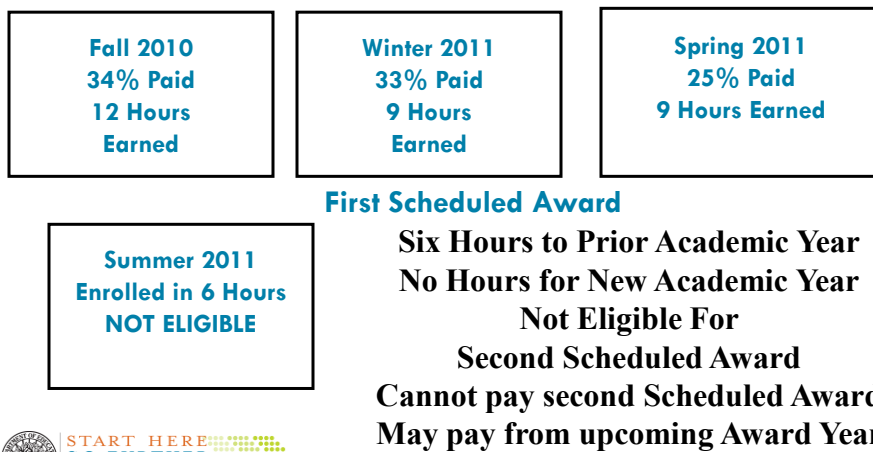 Fall 2010
34% Paid
12 Hours
Earned
Winter 2011
33% Paid
9 Hours
Earned
Spring 2011
25% Paid
9 Hours Earned
First Scheduled Award
Summer 2011
Enrolled in 6 Hours
NOT ELIGIBLE
Six Hours to Prior Academic Year
No Hours for New Academic Year
Not Eligible For
Second Scheduled Award
Cannot pay second Scheduled Award
May pay from upcoming Award Year
START HERE